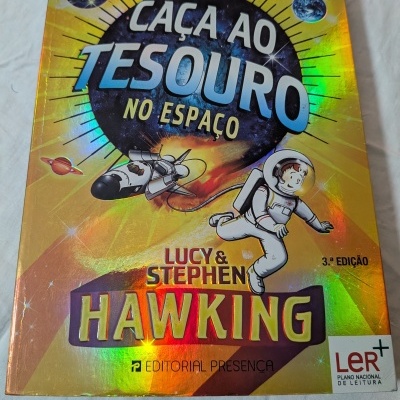 CAÇA AO
TESOURO
NO ESPAÇO
LUCY &
STEPHEN
HAWKING
3.ª EDIÇÃO
EDITORIAL PRESENÇA
LER+
PLANO NACIONAL
DE LEITURA